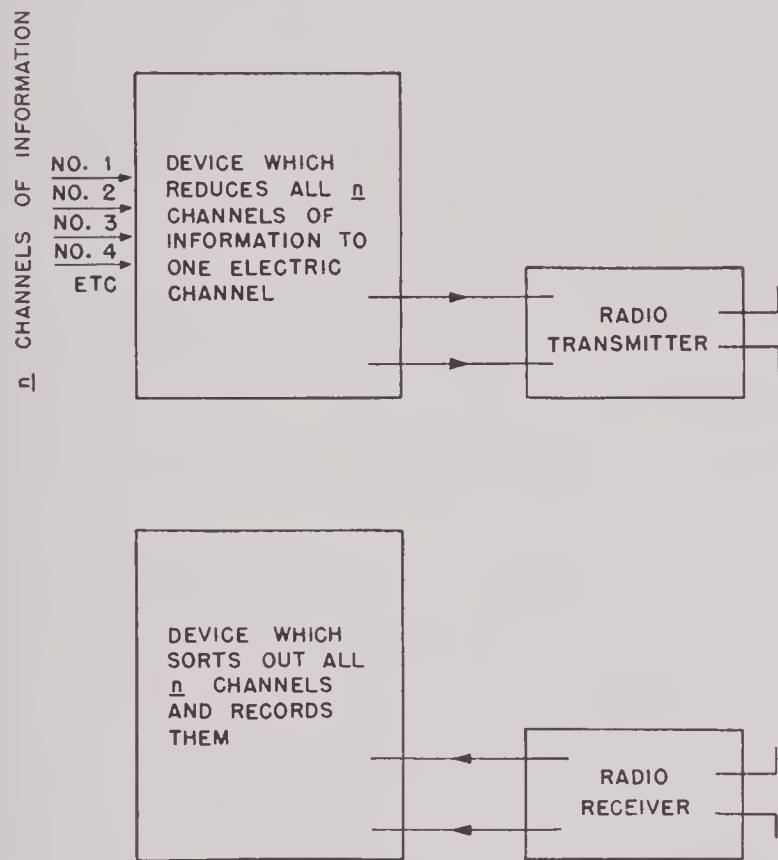 n CHANNELS OF INFORMATION
NO. 1
NO. 2
NO. 3
NO. 4
ETC
DEVICE WHICH
REDUCES ALL n
CHANNELS OF
INFORMATION TO
ONE ELECTRIC
CHANNEL
RADIO
TRANSMITTER
DEVICE WHICH
SORTS OUT ALL
n CHANNELS
AND RECORDS
THEM
RADIO
RECEIVER